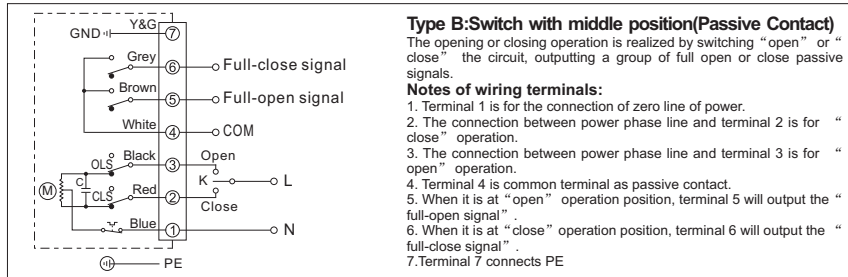 Y&G
GND
7
Grey
6
Full-close signal
Brown
5
Full-open signal
White
4
COM
OLS
Black
3
Open
M
C
K
L
CLS
Red
2
Close
Blue
1
N
PE
Type B:Switch with middle position(Passive Contact)
The opening or closing operation is realized by switching “open” or “
close” the circuit, outputting a group of full open or close passive
signals.
Notes of wiring terminals:
1. Terminal 1 is for the connection of zero line of power.
2. The connection between power phase line and terminal 2 is for “
close” operation.
3. The connection between power phase line and terminal 3 is for “
open” operation.
4. Terminal 4 is common terminal as passive contact.
5. When it is at “open” operation position, terminal 5 will output the “
full-open signal” .
6. When it is at “close” operation position, terminal 6 will output the “
full-close signal” .
7.Terminal 7 connects PE